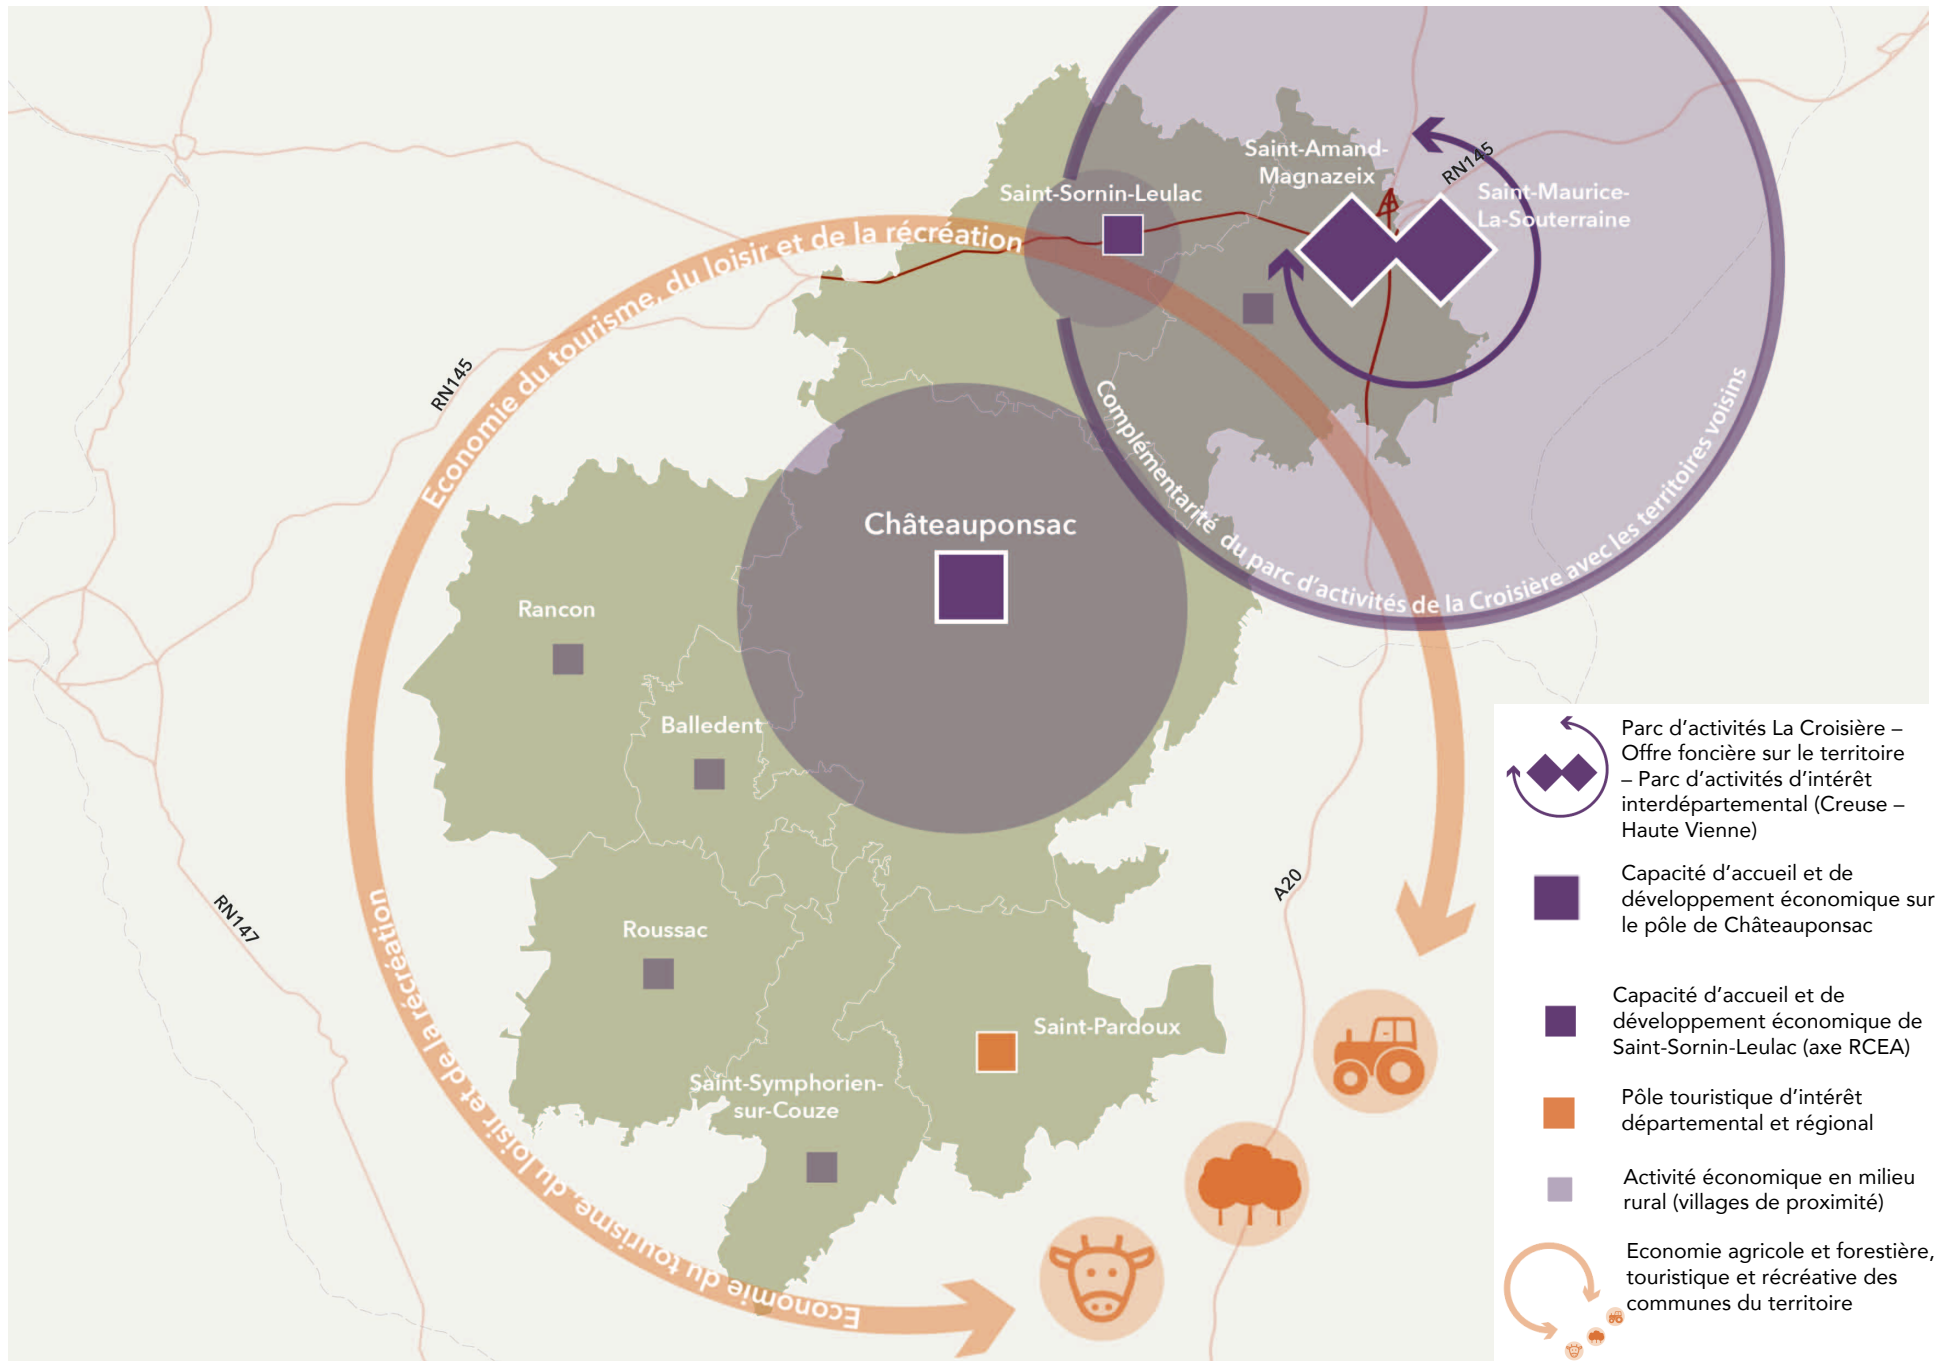 Saint-Amand-
Magnazeix
RN145
Saint-Maurice-
La-Souterraine
Saint-Sornin-Leulac
Economie du tourisme, du loisir et de la récréation
RN145
Complémentarité du parc d'activités de la Croisière avec les territoires voisins
Châteauponsac
Rancon
Balledent
A20
RN147
Roussac
Saint-Pardoux
Saint-Symphorien-
sur-Couze
Economie du tourisme, du loisir et de la récréation
Parc d'activités La Croisière –
Offre foncière sur le territoire
– Parc d'activités d'intérêt
interdépartemental (Creuse –
Haute Vienne)
Capacité d'accueil et de
développement économique sur
le pôle de Châteauponsac
Capacité d'accueil et de
développement économique de
Saint-Sornin-Leulac (axe RCEA)
Pôle touristique d'intérêt
départemental et régional
Activité économique en milieu
rural (villages de proximité)
Economie agricole et forestière,
touristique et récréative des
communes du territoire